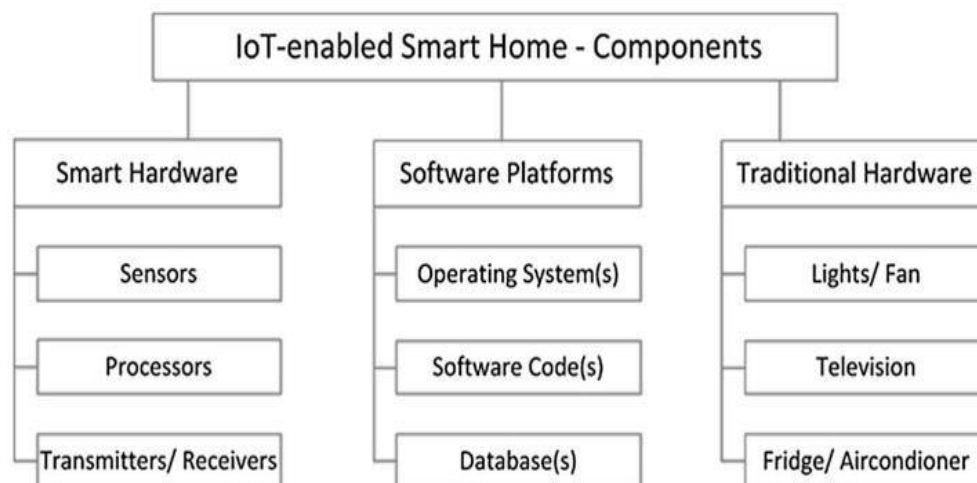 IoT-enabled Smart Home - Components
Smart Hardware
Sensors
Processors
Transmitters/ Receivers
Software Platforms
Operating System(s)
Software Code(s)
Database(s)
Traditional Hardware
Lights/ Fan
Television
Fridge/ Aircondioner